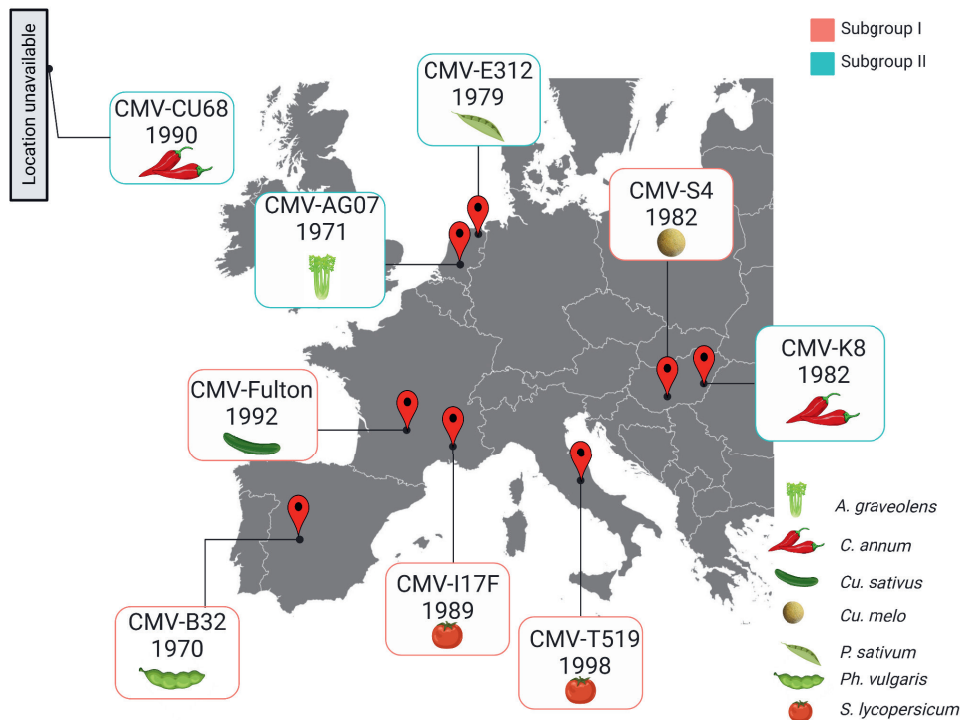 Location unavailable
Subgroup I
Subgroup II
CMV-CU68
1990
CMV-E312
1979
CMV-AG07
1971
CMV-S4
1982
CMV-K8
1982
CMV-Fulton
1992
CMV-B32
1970
CMV-I17F
1989
CMV-T519
1998
A. graveolens
C. annum
Cu. sativus
Cu. melo
P. sativum
Ph. vulgaris
S. lycopersicum